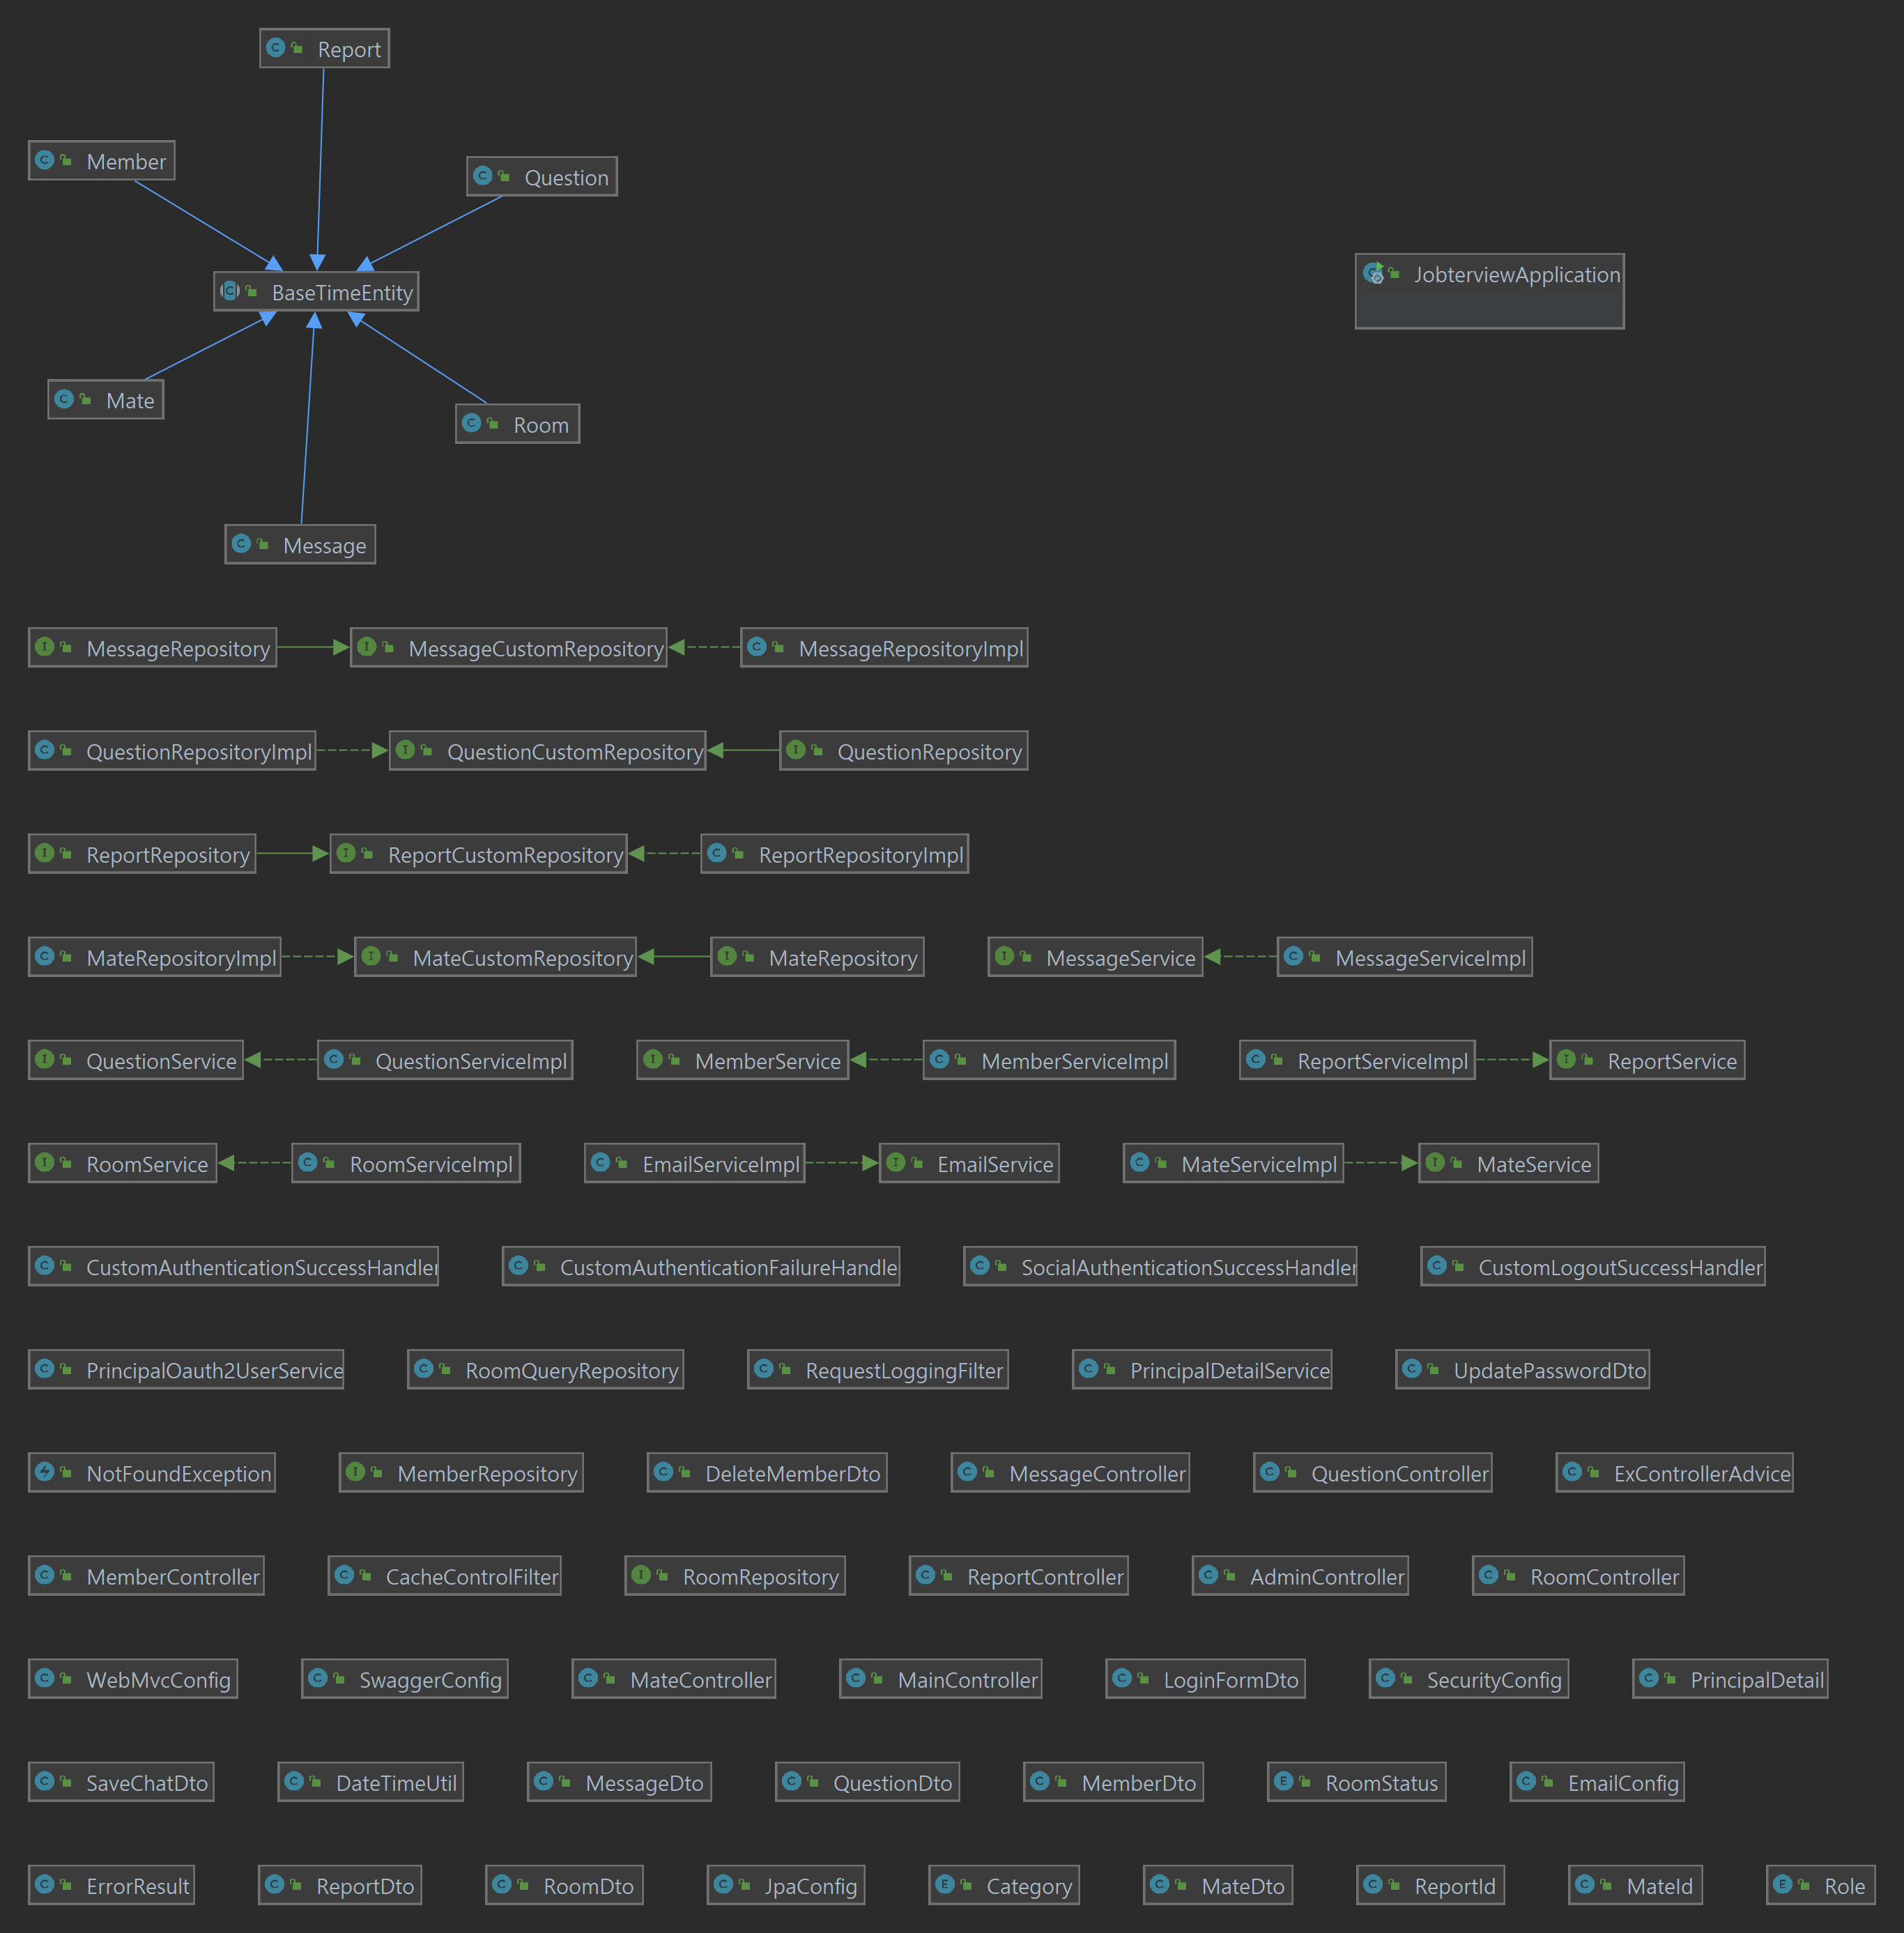 Report
Member
Question
BaseTimeEntity
JobterviewApplication
Mate
Room
Message
MessageRepository
MessageCustomRepository
MessageRepositoryImpl
QuestionRepositoryImpl
QuestionCustomRepository
QuestionRepository
ReportRepository
ReportCustomRepository
ReportRepositoryImpl
MateRepositoryImpl
MateCustomRepository
MateRepository
MessageService
MessageServiceImpl
QuestionService
QuestionServiceImpl
MemberService
MemberServiceImpl
ReportServiceImpl
ReportService
RoomService
RoomServiceImpl
EmailServiceImpl
EmailService
MateServiceImpl
MateService
CustomAuthenticationSuccessHandler
CustomAuthenticationFailureHandle
SocialAuthenticationSuccessHandler
CustomLogoutSuccessHandler
PrincipalOauth2UserService
RoomQueryRepository
RequestLoggingFilter
PrincipalDetailService
UpdatePasswordDto
NotFoundException
MemberRepository
DeleteMemberDto
MessageController
QuestionController
ExControllerAdvice
MemberController
CacheControlFilter
RoomRepository
ReportController
AdminController
RoomController
WebMvcConfig
SwaggerConfig
MateController
MainController
LoginFormDto
SecurityConfig
PrincipalDetail
SaveChatDto
DateTimeUtil
MessageDto
QuestionDto
MemberDto
RoomStatus
EmailConfig
ErrorResult
ReportDto
RoomDto
JpaConfig
Category
MateDto
ReportId
MateId
Role